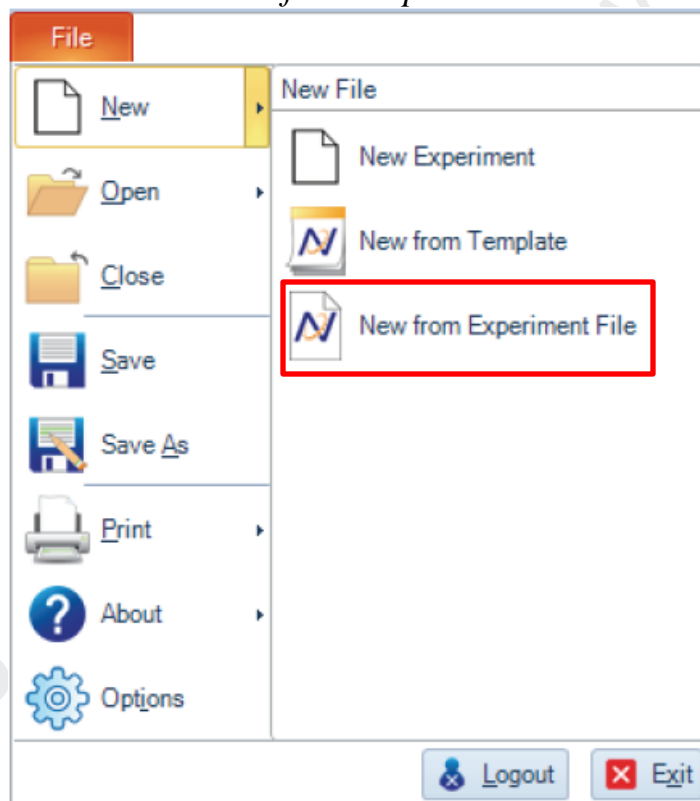 File
New
Open
Close
Save
Save As
Print
About
Options
New File
New Experiment
New from Template
New from Experiment File
Logout
Exit